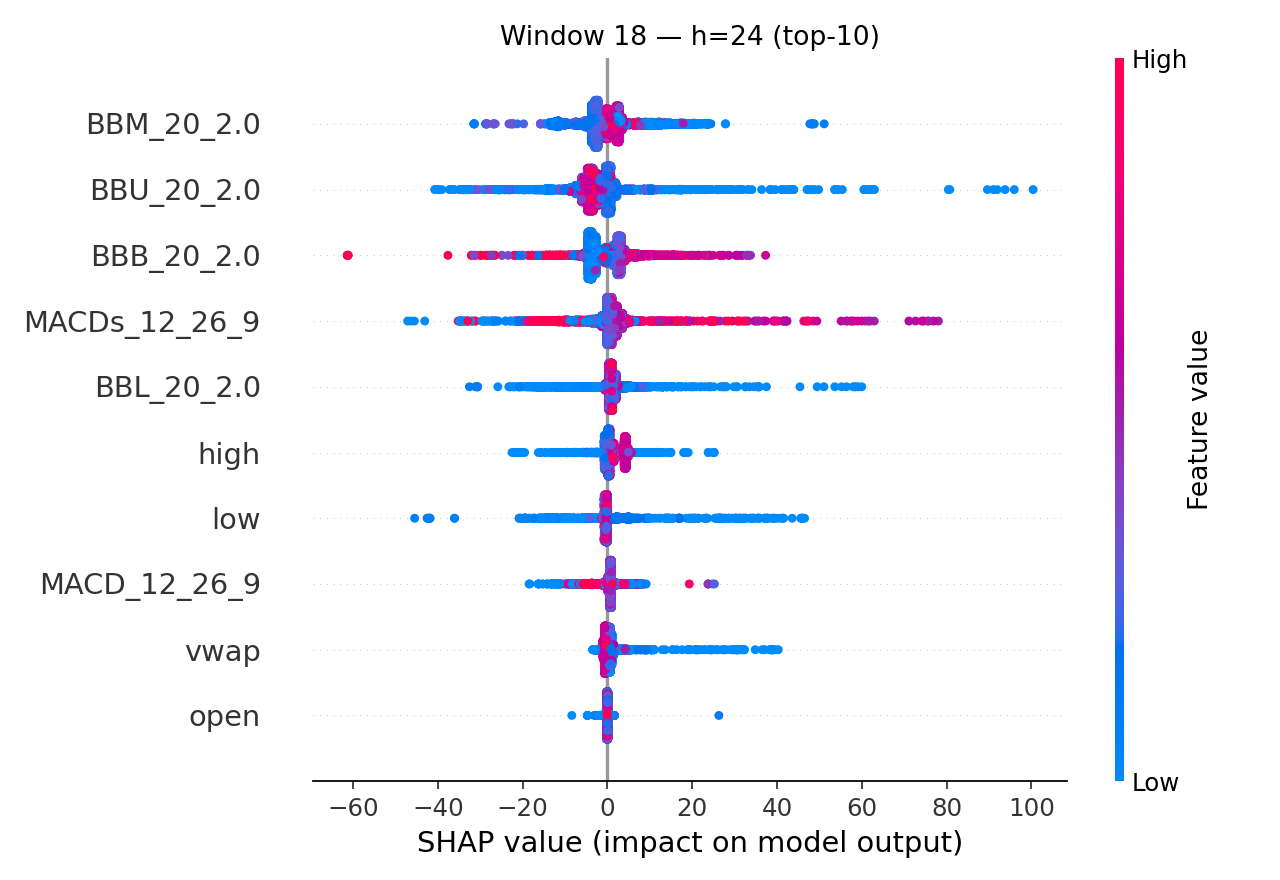 Window 18 — h=24 (top-10)
High
BBM_20_2.0
BBU_20_2.0
BBB_20_2.0
MACDs_12_26_9
BBL_20_2.0
high
low
MACD_12_26_9
vwap
open
Feature value
Low
−60 −40 −20 0 20 40 60 80 100
SHAP value (impact on model output)